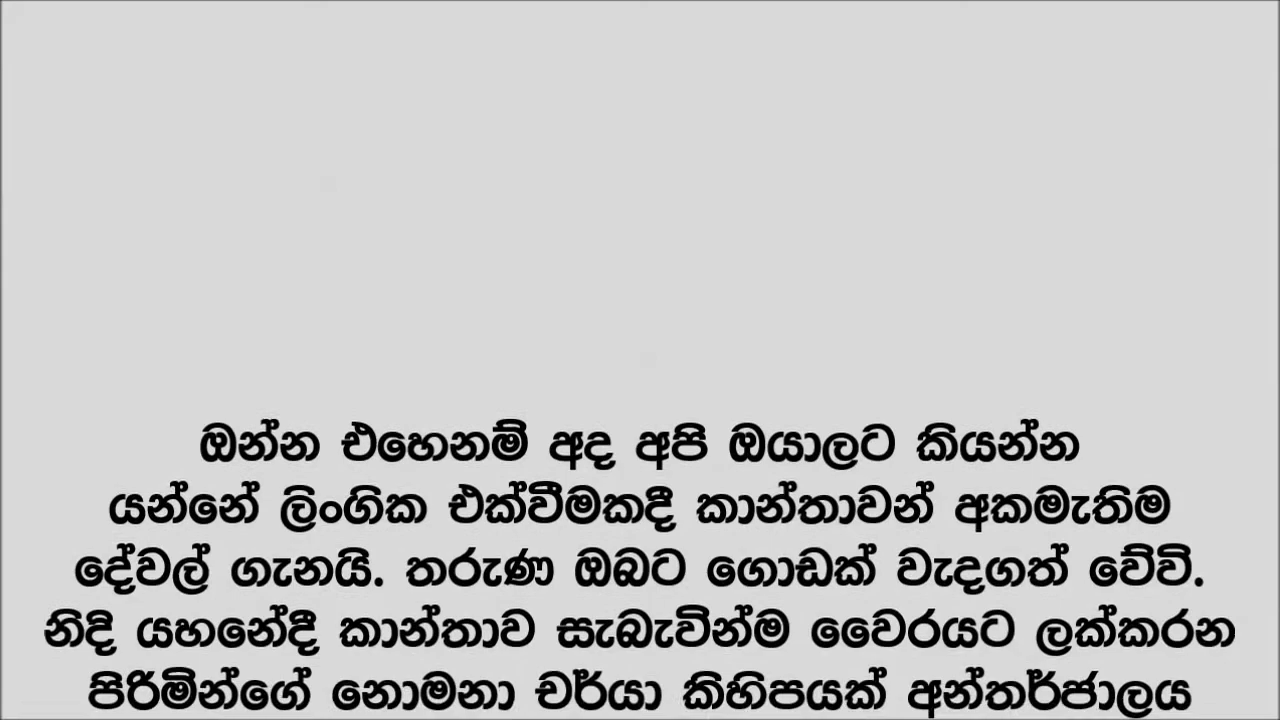 ඔන්න එහෙනම් අද අපි ඔයාලට කියන්න
යන්නේ ලිංගික එක්වීමකදී කාන්තාවන් අකමැතිම
දේවල් ගැනයි. තරුණ ඔබට ගොඩක් වැදගත් වේවි.
නිදි යහනේදී කාන්තාව සැබැවින්ම වෛරයට ලක්කරන
පිරිමින්ගේ නොමනා චර්යා කිහිපයක් අන්තර්ජාලය